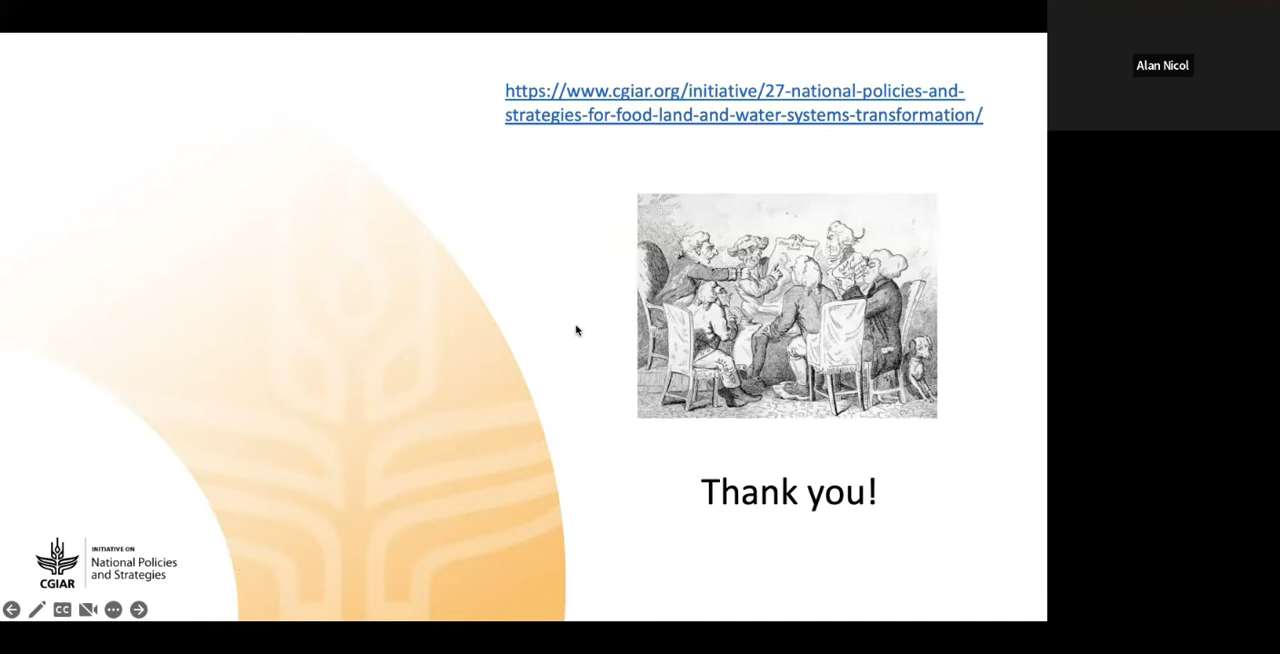 https://www.cgiar.org/initiative/27-national-policies-and-
strategies-for-food-land-and-water-systems-transformation/
Alan Nicol
Thank you!
CGIAR
INITIATIVE ON
National Policies
and Strategies
CC